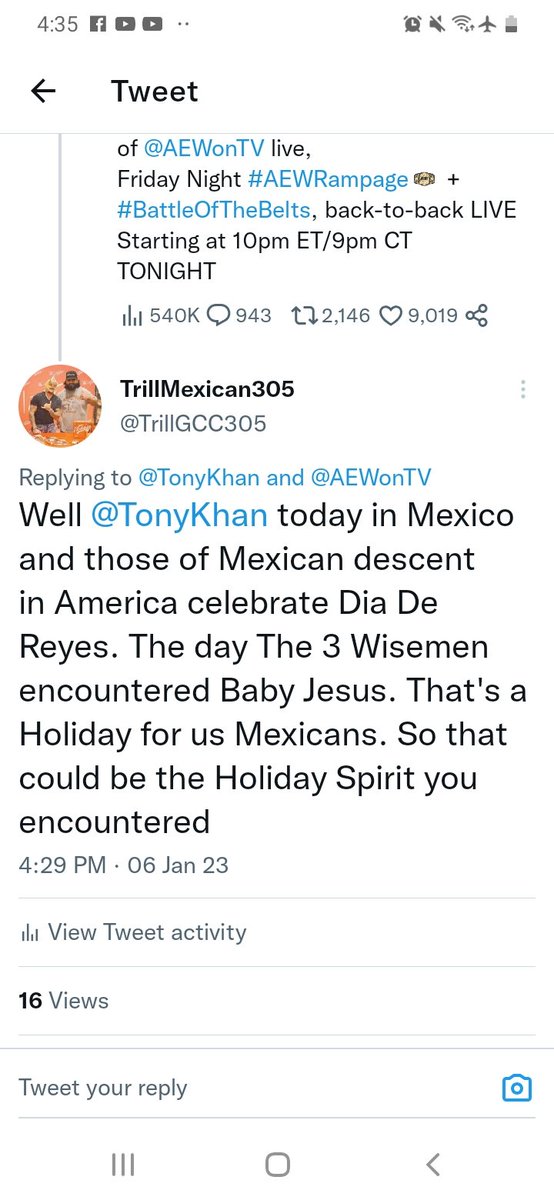 4:35
Tweet
of @AEWonTV live,
Friday Night #AEWRampage +
#BattleOfTheBelts, back-to-back LIVE
Starting at 10pm ET/9pm CT
TONIGHT
540K 943 2,146 9,019
TrillMexican305
@TrillGCC305
Replying to @TonyKhan and @AEWonTV
Well @TonyKhan today in Mexico
and those of Mexican descent
in America celebrate Dia De
Reyes. The day The 3 Wisemen
encountered Baby Jesus. That's a
Holiday for us Mexicans. So that
could be the Holiday Spirit you
encountered
4:29 PM · 06 Jan 23
View Tweet activity
16 Views
Tweet your reply